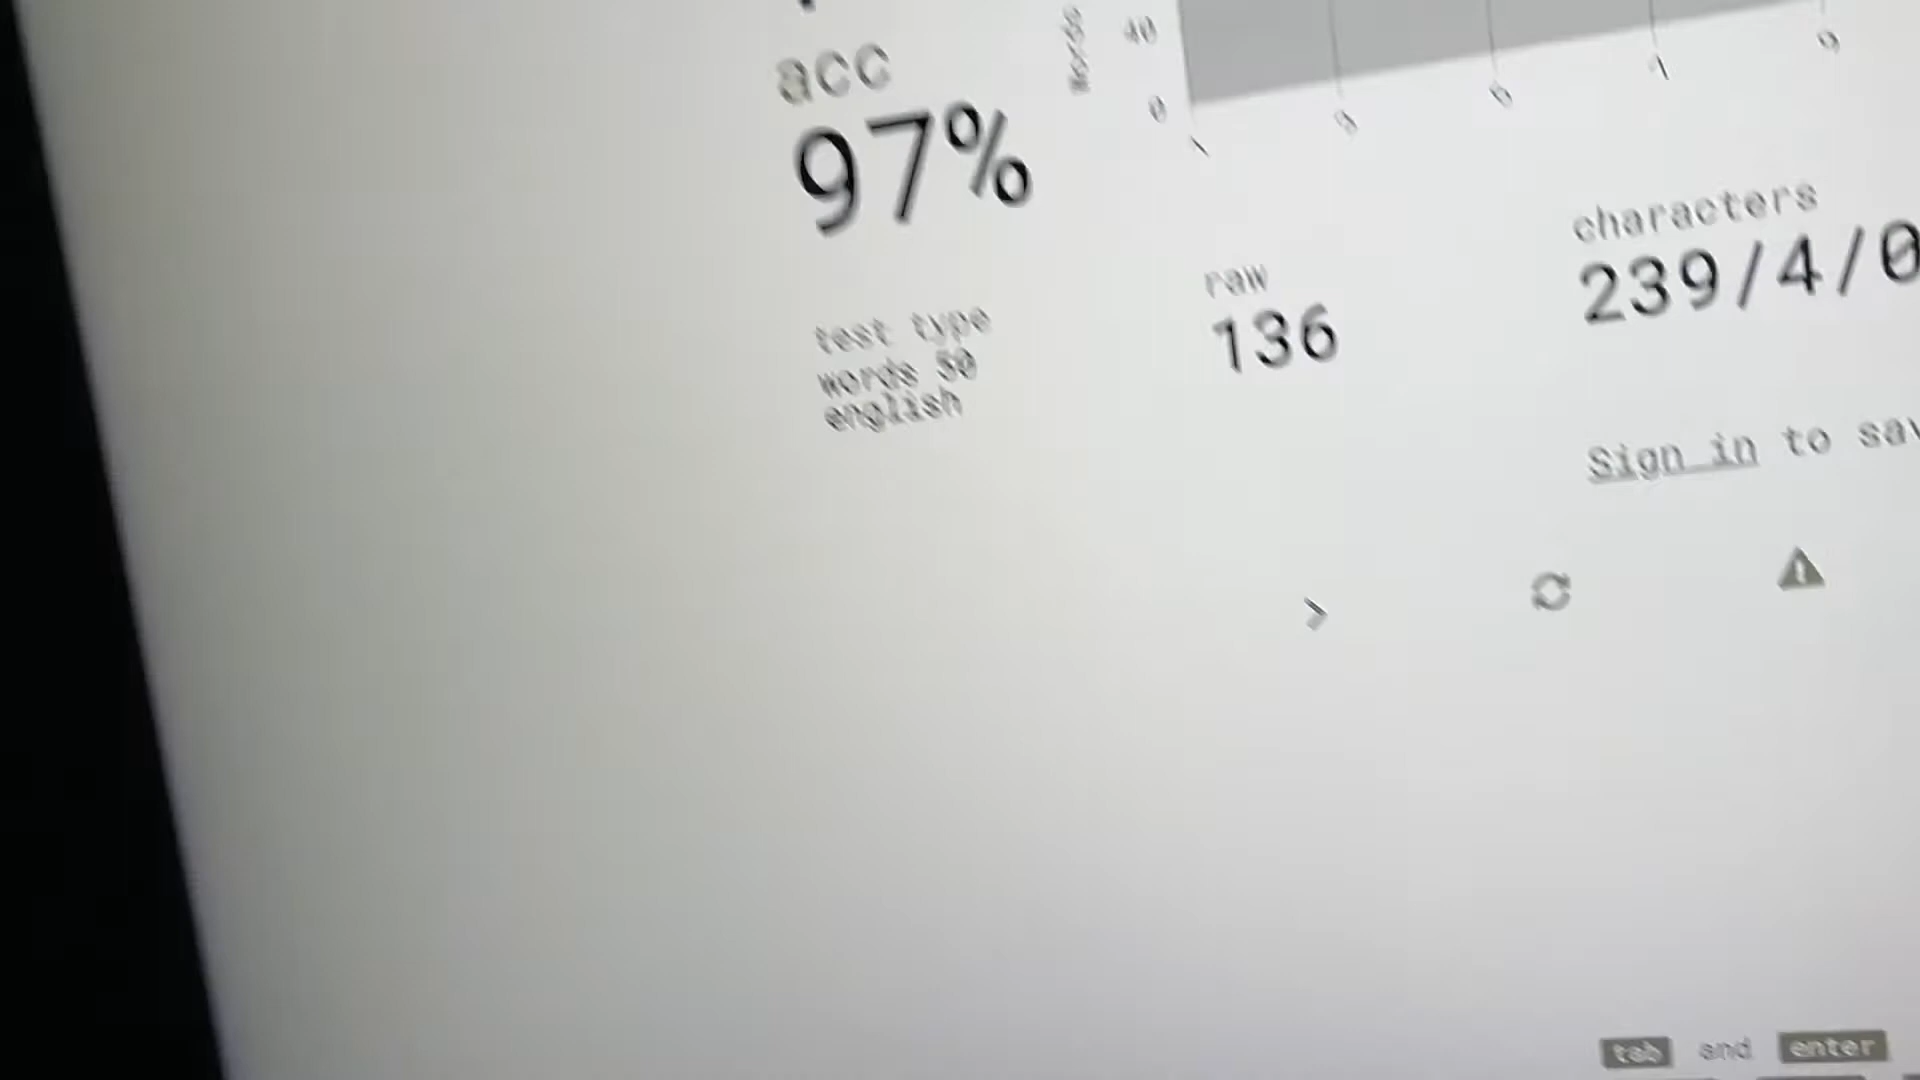 acc
97%
40
0
raw
136
characters
239/4/0
test type
words 50
english
Sign in to sav
tab and enter